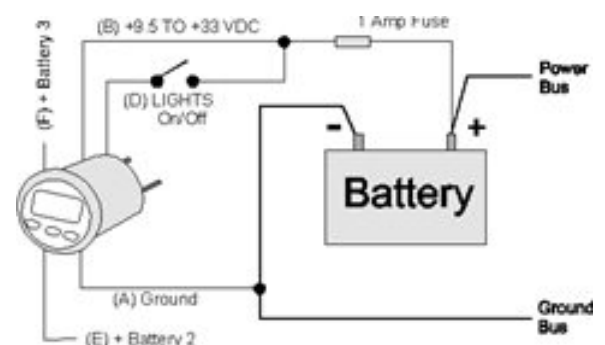 (B) +9.5 TO +33 VDC
1 Amp Fuse
(F) + Battery 3
Power
Bus
(D) LIGHTS
On/Off
-
+
Battery
(A) Ground
Ground
Bus
(E) + Battery 2